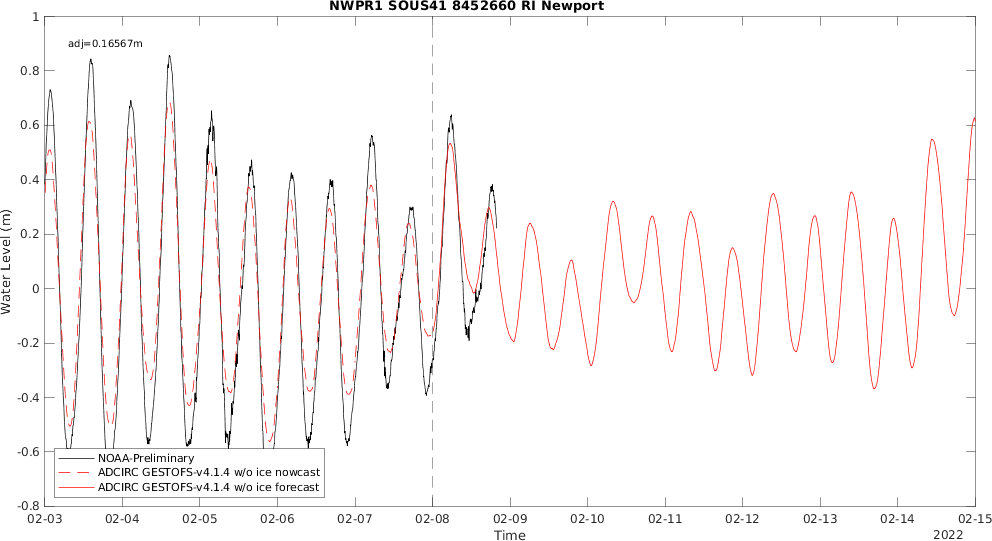 NWPR1 SOUS41 8452660 RI Newport
adj=0.16567m
1
0.8
0.6
0.4
0.2
0
-0.2
-0.4
-0.6
-0.8
Water Level (m)
NOAA-Preliminary
ADCIRC GESTOFS-v4.1.4 w/o ice nowcast
ADCIRC GESTOFS-v4.1.4 w/o ice forecast
02-03 02-04 02-05 02-06 02-07 02-08 02-09 02-10 02-11 02-12 02-13 02-14 02-15
Time
2022